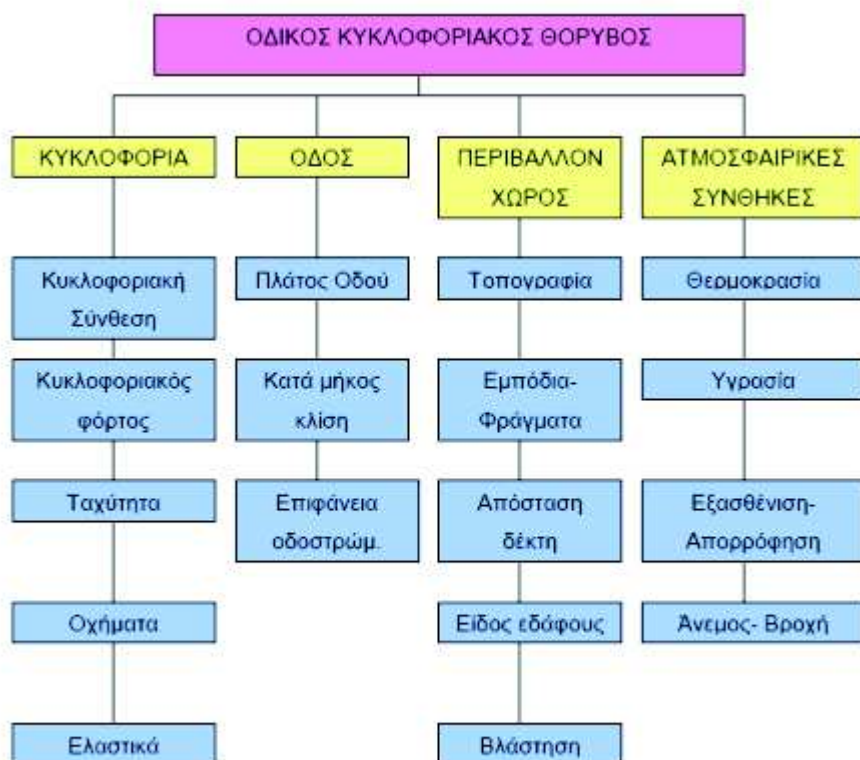 ΟΔΙΚΟΣ ΚΥΚΛΟΦΟΡΙΑΚΟΣ ΘΟΡΥΒΟΣ
ΚΥΚΛΟΦΟΡΙΑ
Κυκλοφοριακή
Σύνθεση
Κυκλοφοριακός
φόρτος
Ταχύτητα
Οχήματα
Ελαστικά
ΟΔΟΣ
Πλάτος Οδού
Κατά μήκος
κλίση
Επιφάνεια
οδοστρώμ.
ΠΕΡΙΒΑΛΛΟΝ
ΧΩΡΟΣ
Τοπογραφία
Εμπόδια-
Φράγματα
Απόσταση
δέκτη
Είδος εδάφους
Βλάστηση
ΑΤΜΟΣΦΑΙΡΙΚΕΣ
ΣΥΝΘΗΚΕΣ
Θερμοκρασία
Υγρασία
Εξασθένιση-
Απορρόφηση
Άνεμος- Βροχή